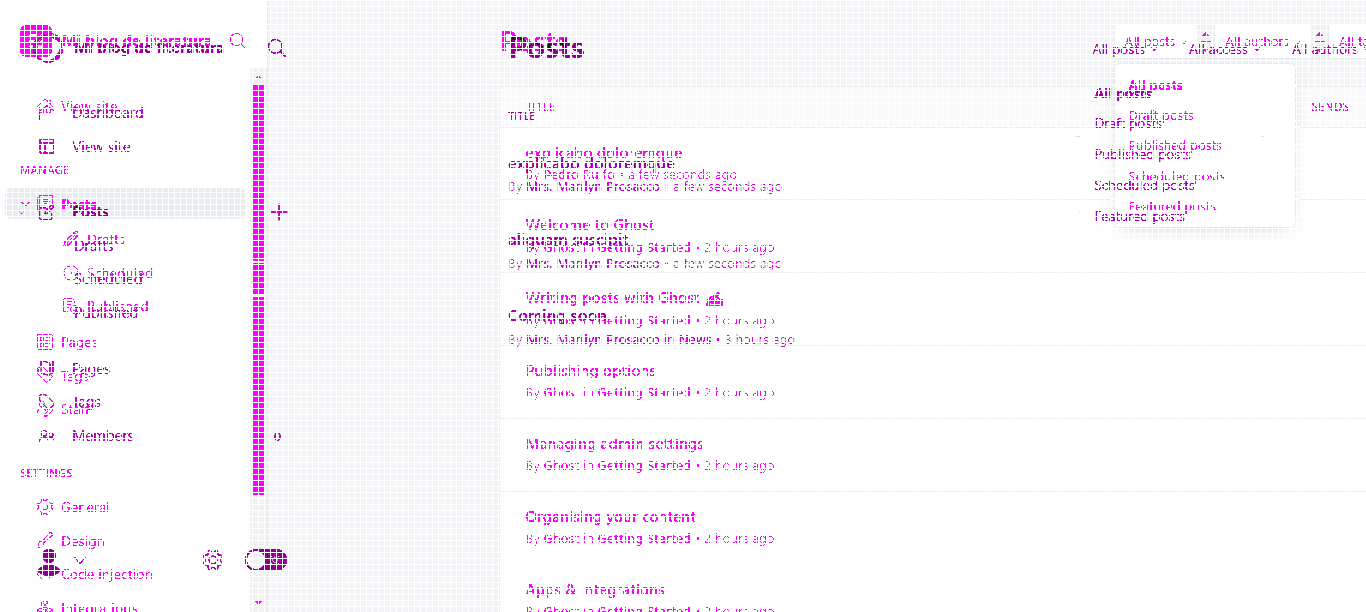 Mi blog de literatura
View site
Dashboard
View site
MANAGE
Posts
Posts
Drafts
Drafts
Scheduled
Scheduled
Published
Published
Pages
Pages
Tags
Tags
Staff
Members 0
SETTINGS
General
Design
Code injection
Integrations
Posts
All posts All authors
All posts All access All authors
All posts
All posts
Draft posts
Draft posts
Published posts
Published posts
Scheduled posts
Scheduled posts
Featured posts
Featured posts
TITLE SENDS
TITLE
explicabo doloremque
explicabo doloremque
By Pedro Rufo • a few seconds ago
By Mrs. Marilyn Prosacco • a few seconds ago
Welcome to Ghost
aliquam suscipit
By Ghost in Getting Started • 2 hours ago
By Mrs. Marilyn Prosacco • a few seconds ago
Writing posts with Ghost
Coming soon
By Ghost in Getting Started • 2 hours ago
By Mrs. Marilyn Prosacco in News • 3 hours ago
Publishing options
By Ghost in Getting Started • 2 hours ago
Managing admin settings
By Ghost in Getting Started • 2 hours ago
Organising your content
By Ghost in Getting Started • 2 hours ago
Apps & integrations
By Ghost in Getting Started • 2 hours ago